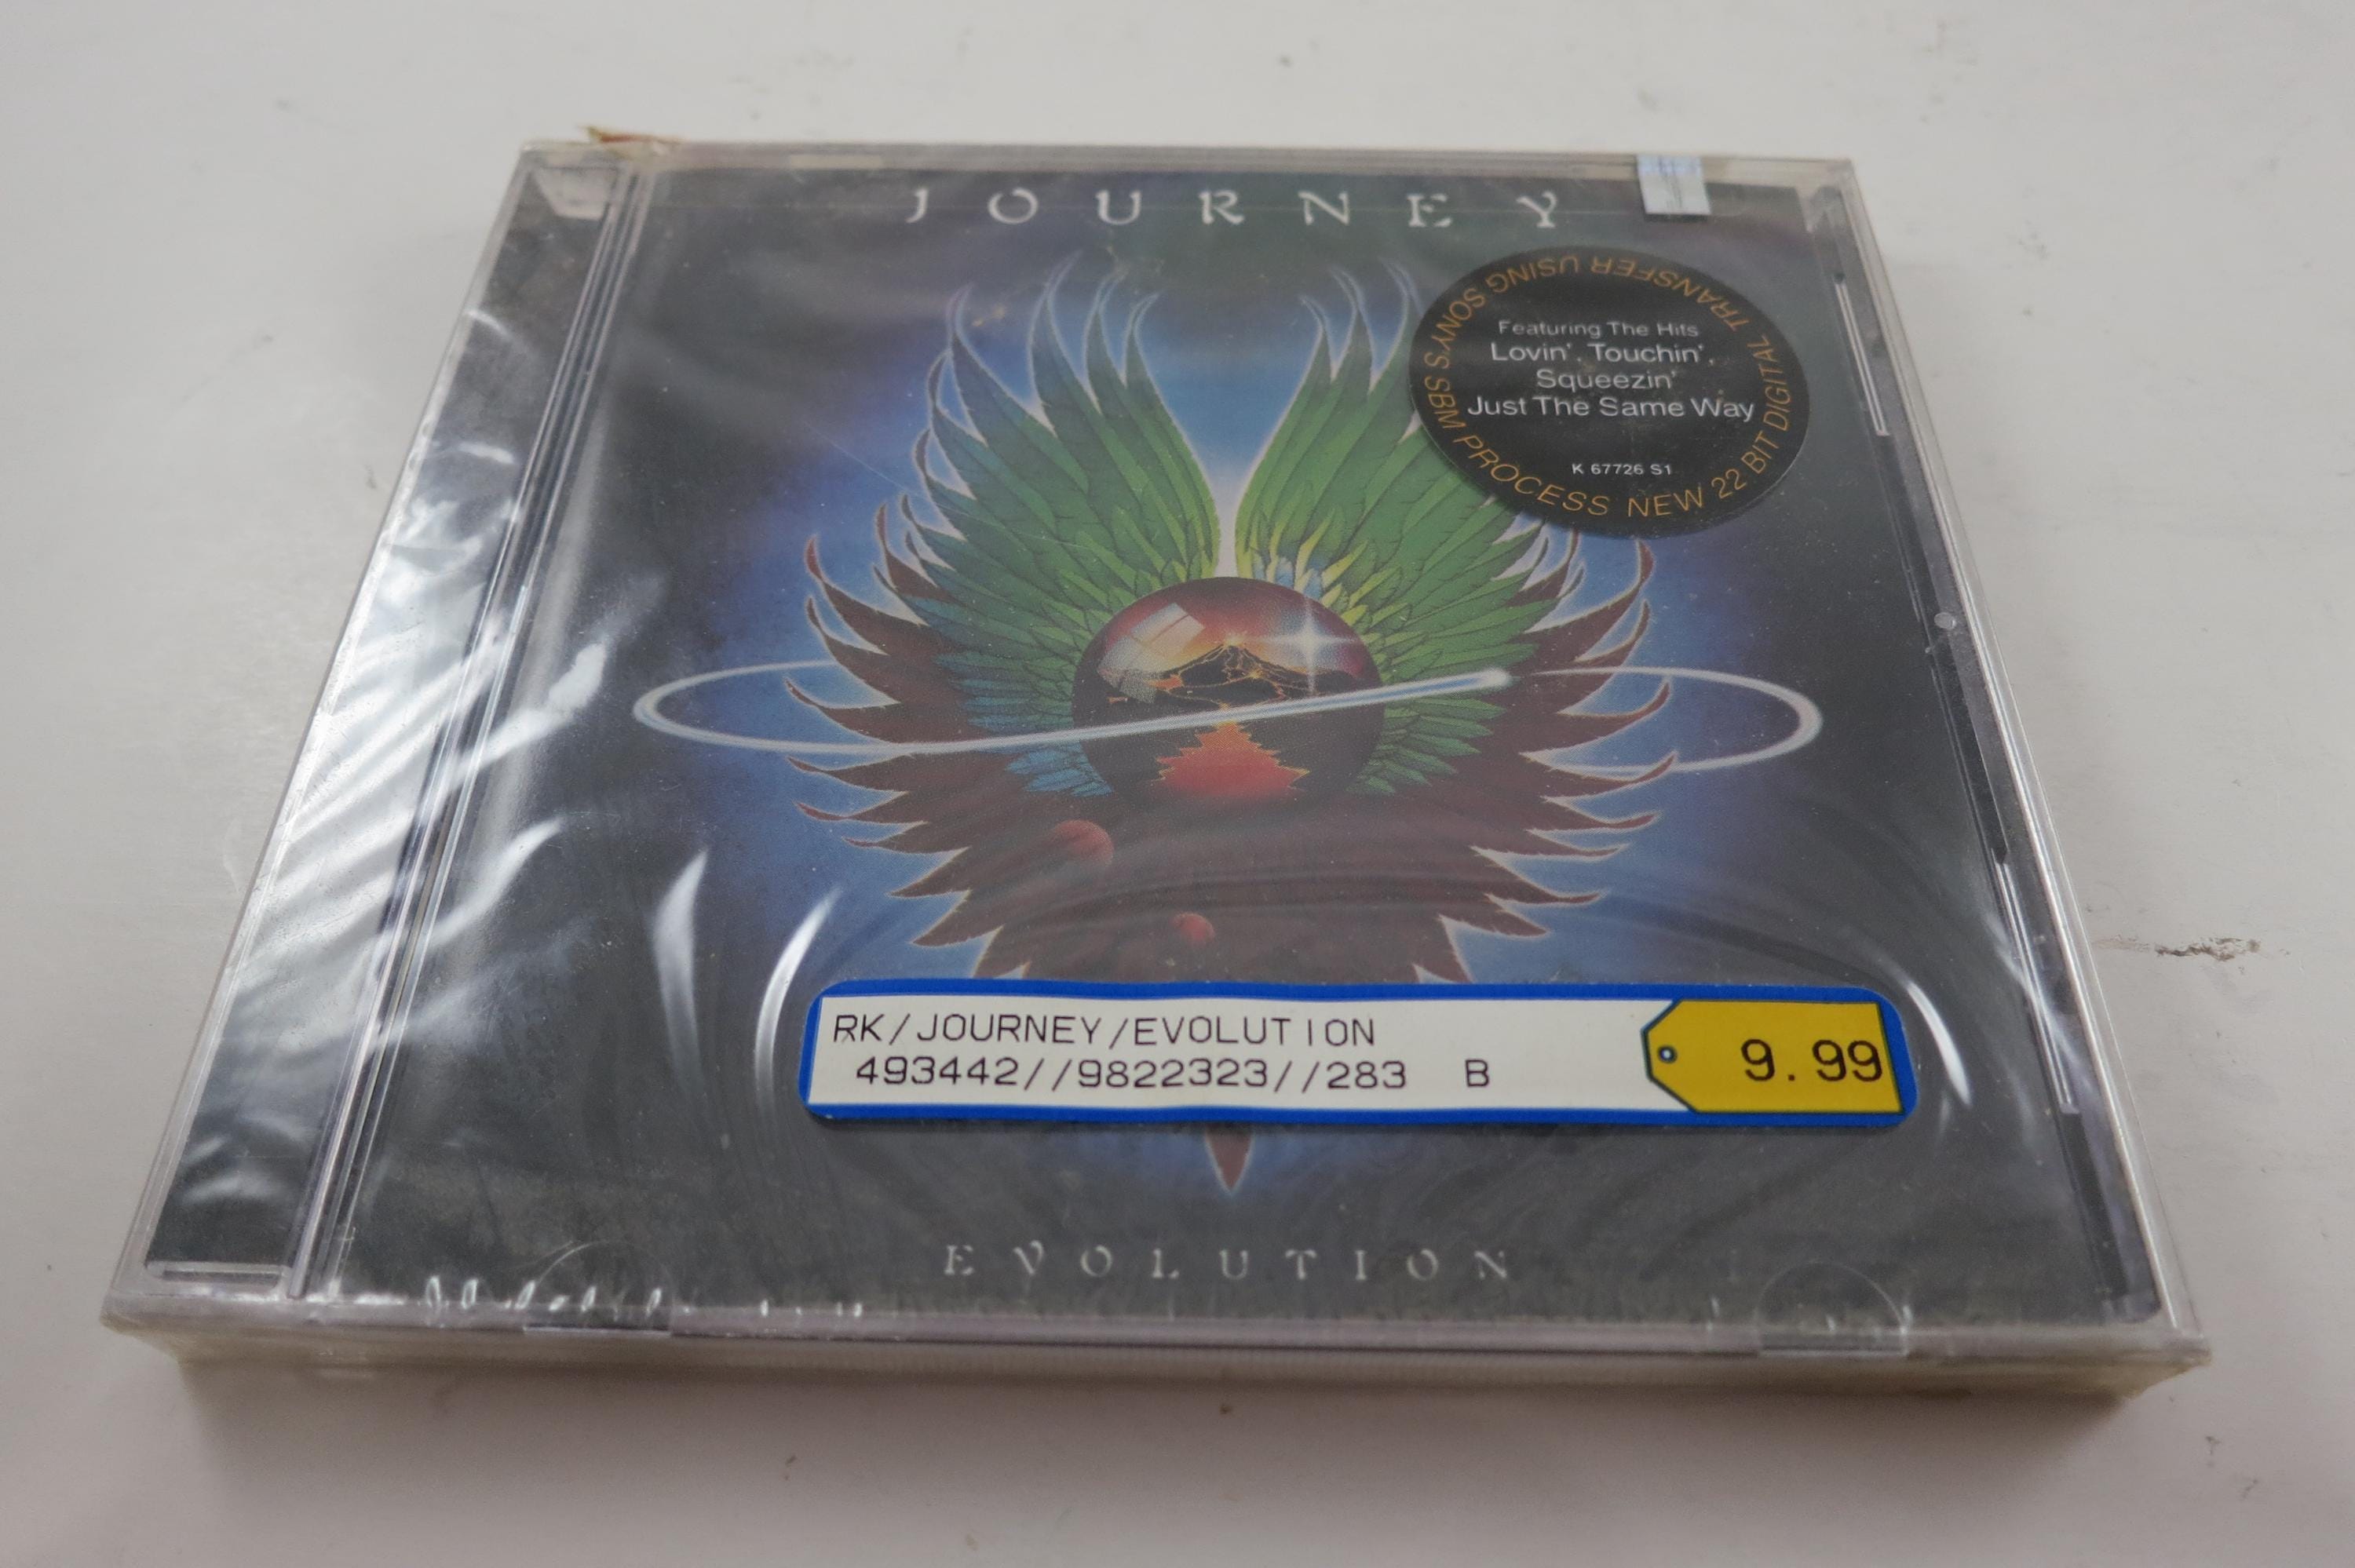 JOURNEY
NEW 22 BIT DIGITAL TRANSFER USING SONY'S SBM PROCESS
Featuring The Hits
Lovin', Touchin',
Squeezin'
Just The Same Way
K 67726 S1
RK/JOURNEY/EVOLUTION
493442//9822323//283 B
9.99
EVOLUTION